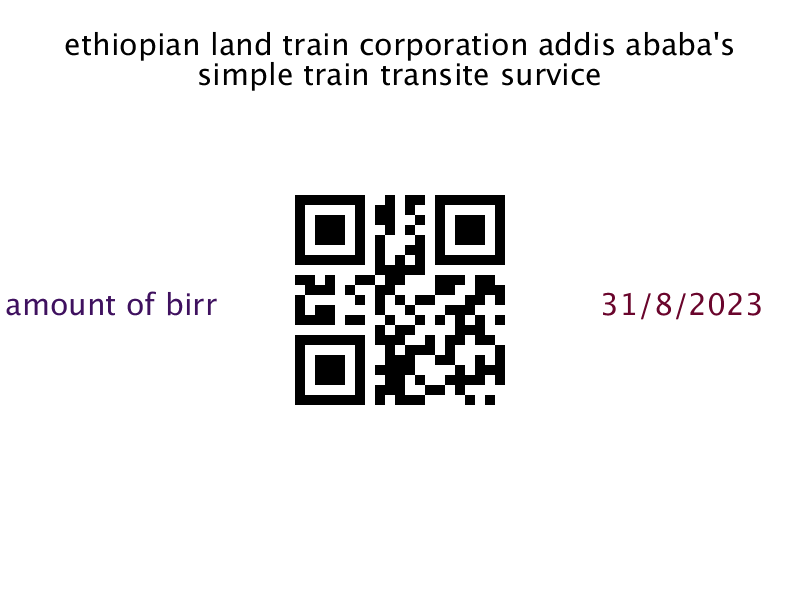 ethiopian land train corporation addis ababa's
simple train transite survice
amount of birr
31/8/2023